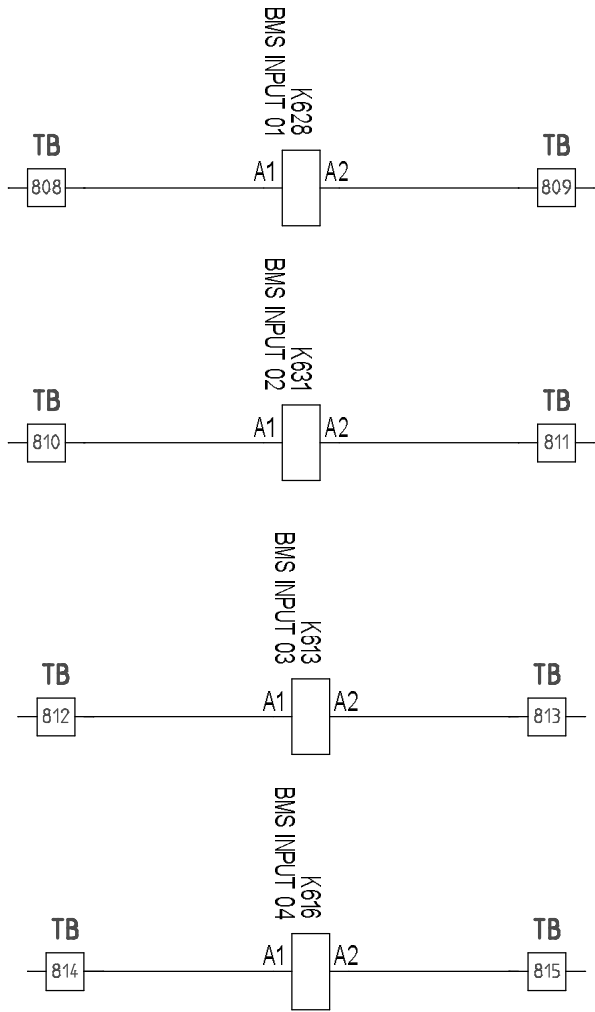 BMS INPUT 01
K628
TB
A1
A2
TB
808
809
BMS INPUT 02
K631
TB
A1
A2
TB
810
811
BMS INPUT 03
K613
TB
A1
A2
TB
812
813
BMS INPUT 04
K616
TB
A1
A2
TB
814
815